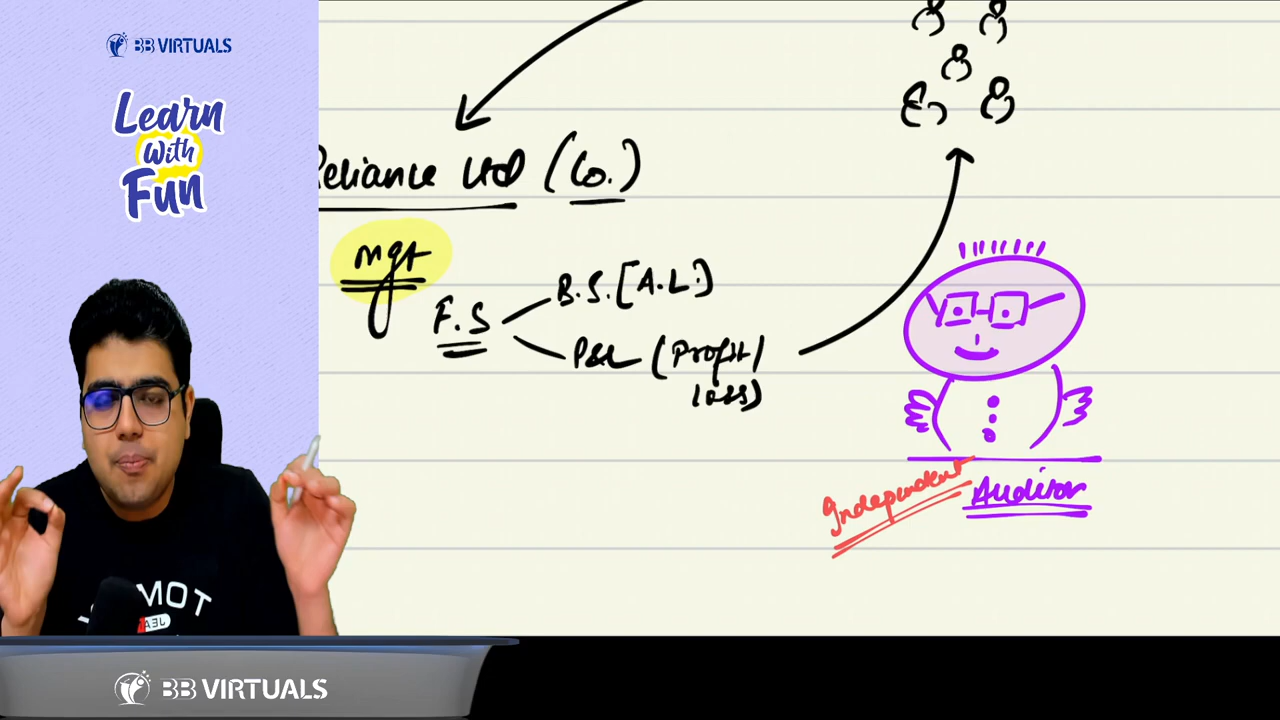 BB VIRTUALS
Learn
With
Fun
Reliance Ltd (Co.)
mgt
F.S
B.S. [A.L.]
P&L (Profit/
loss)
Independent Auditor
MOT
BB VIRTUALS